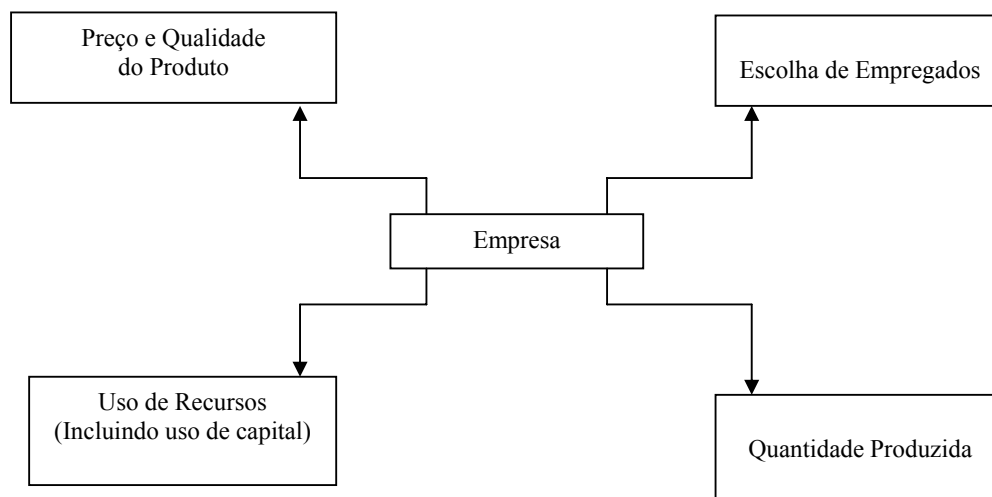 Preço e Qualidade
do Produto
Escolha de Empregados
Empresa
Uso de Recursos
(Incluindo uso de capital)
Quantidade Produzida